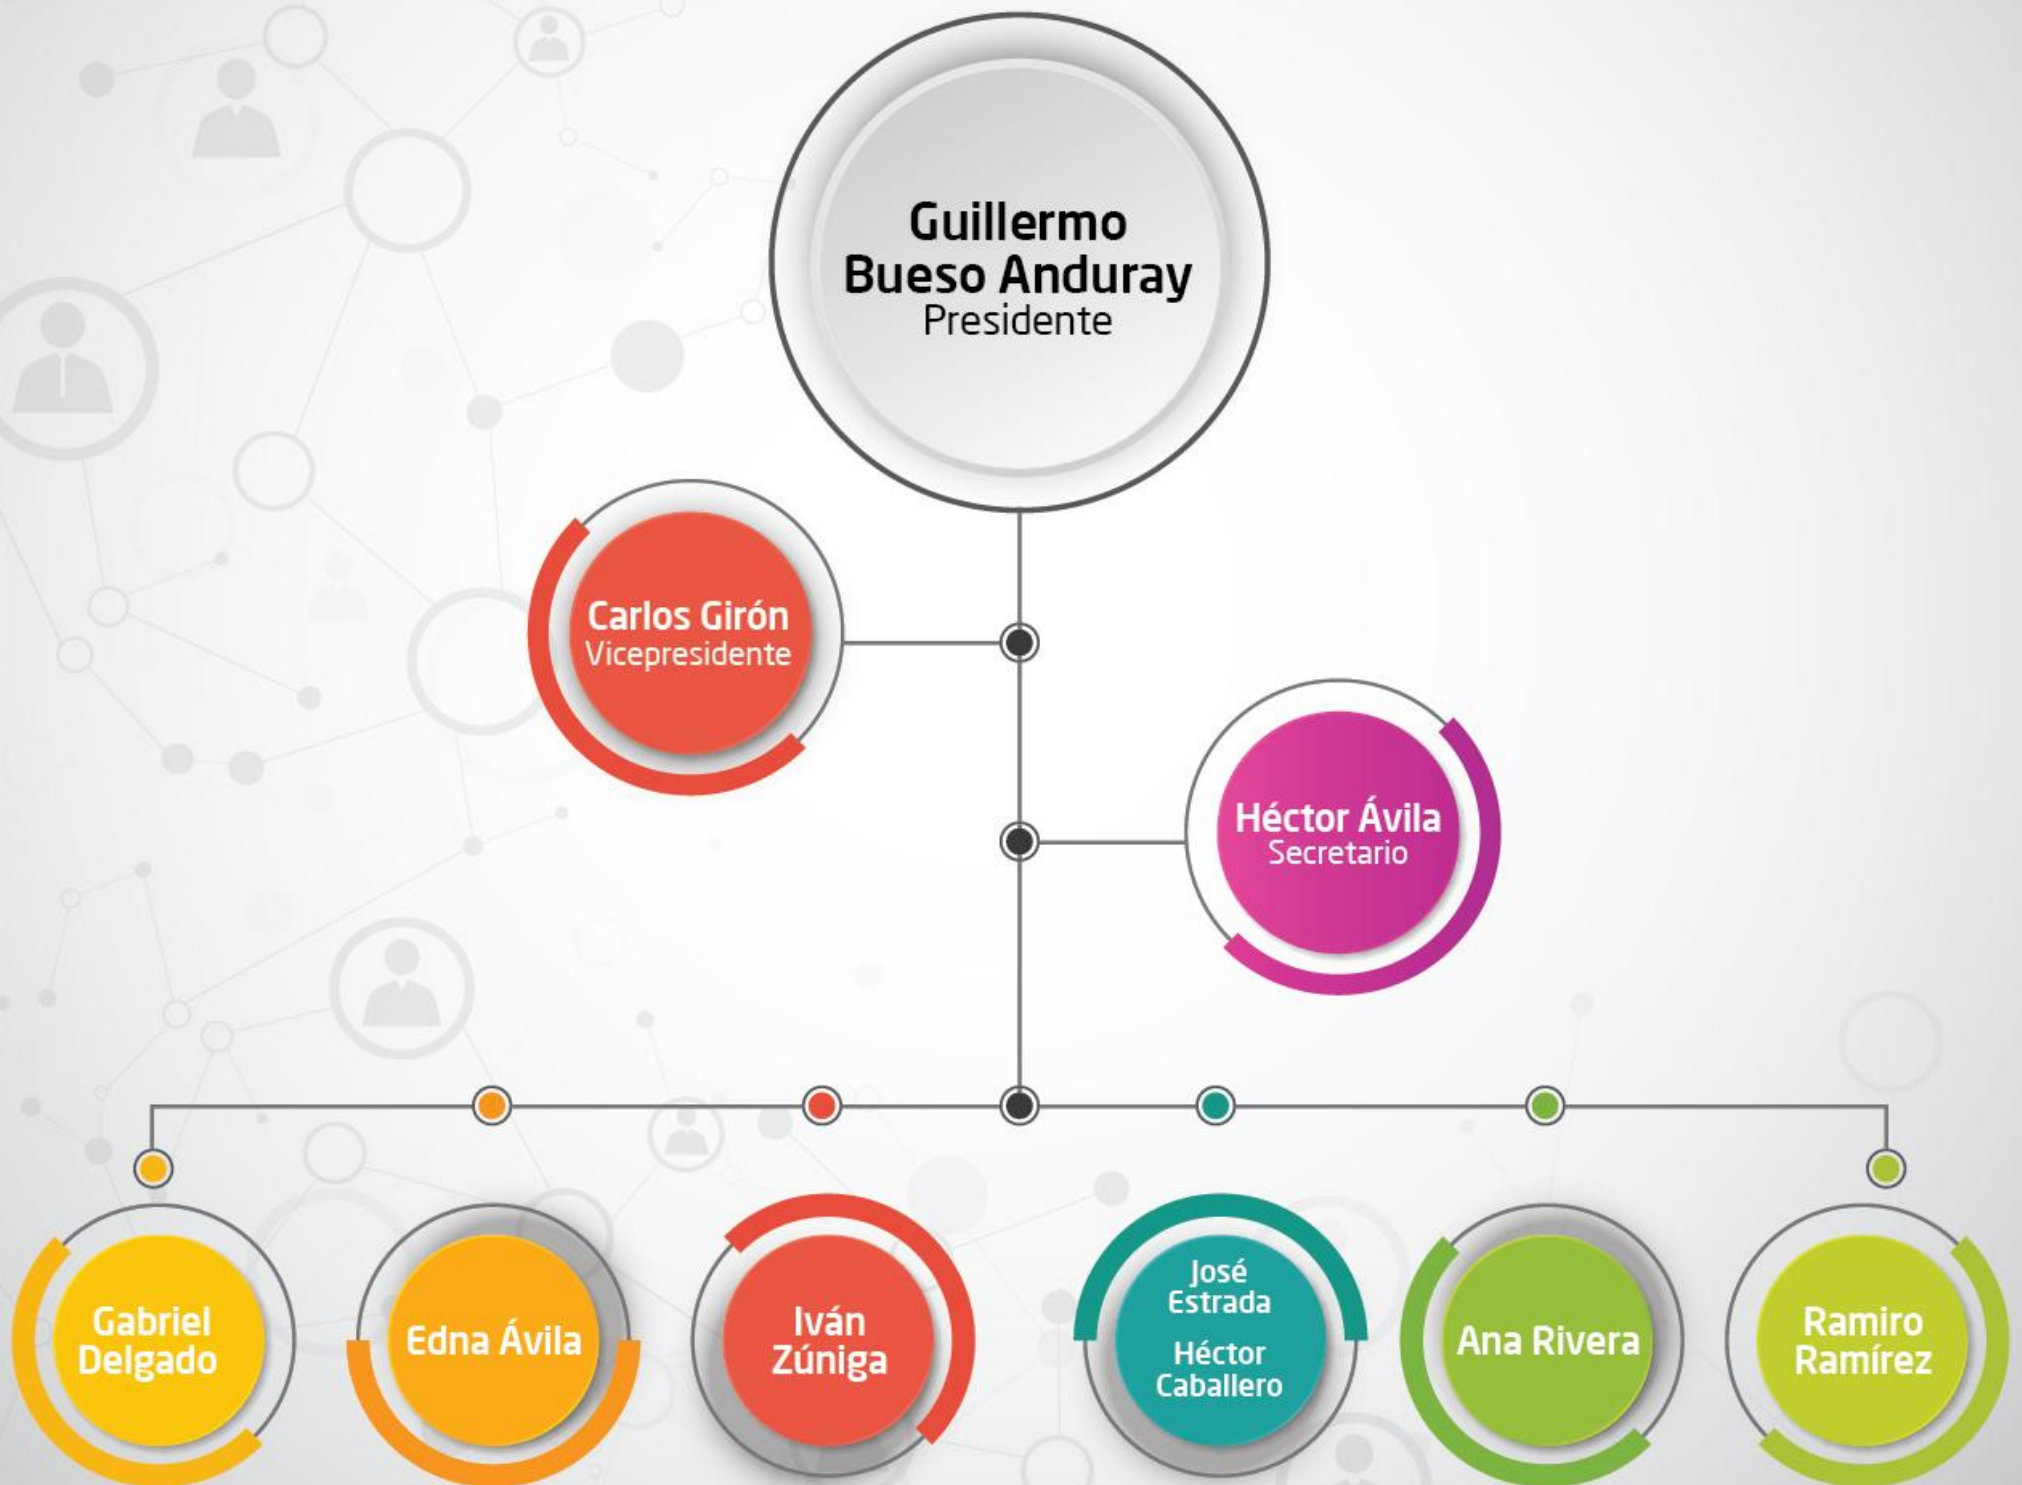 Guillermo
Bueso Anduray
Presidente
Carlos Girón
Vicepresidente
Héctor Ávila
Secretario
Gabriel
Delgado
Edna Ávila
Iván
Zúniga
José
Estrada
Héctor
Caballero
Ana Rivera
Ramiro
Ramírez